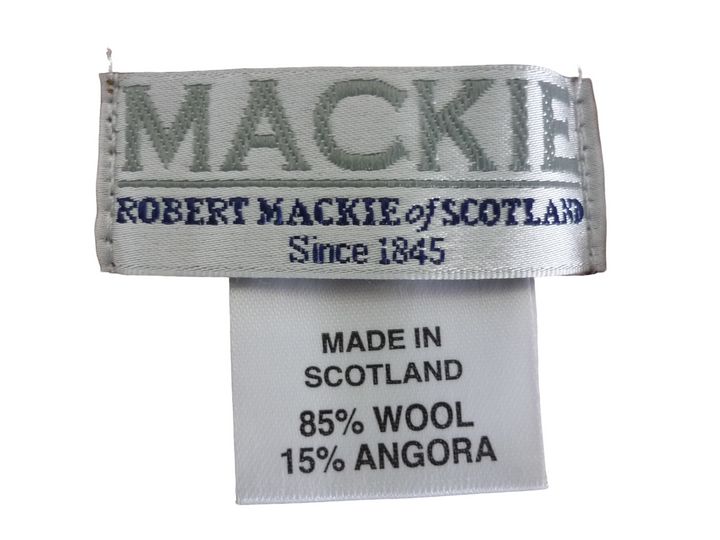 MACKIE
ROBERT MACKIE of SCOTLAND
Since 1845
MADE IN
SCOTLAND
85% WOOL
15% ANGORA